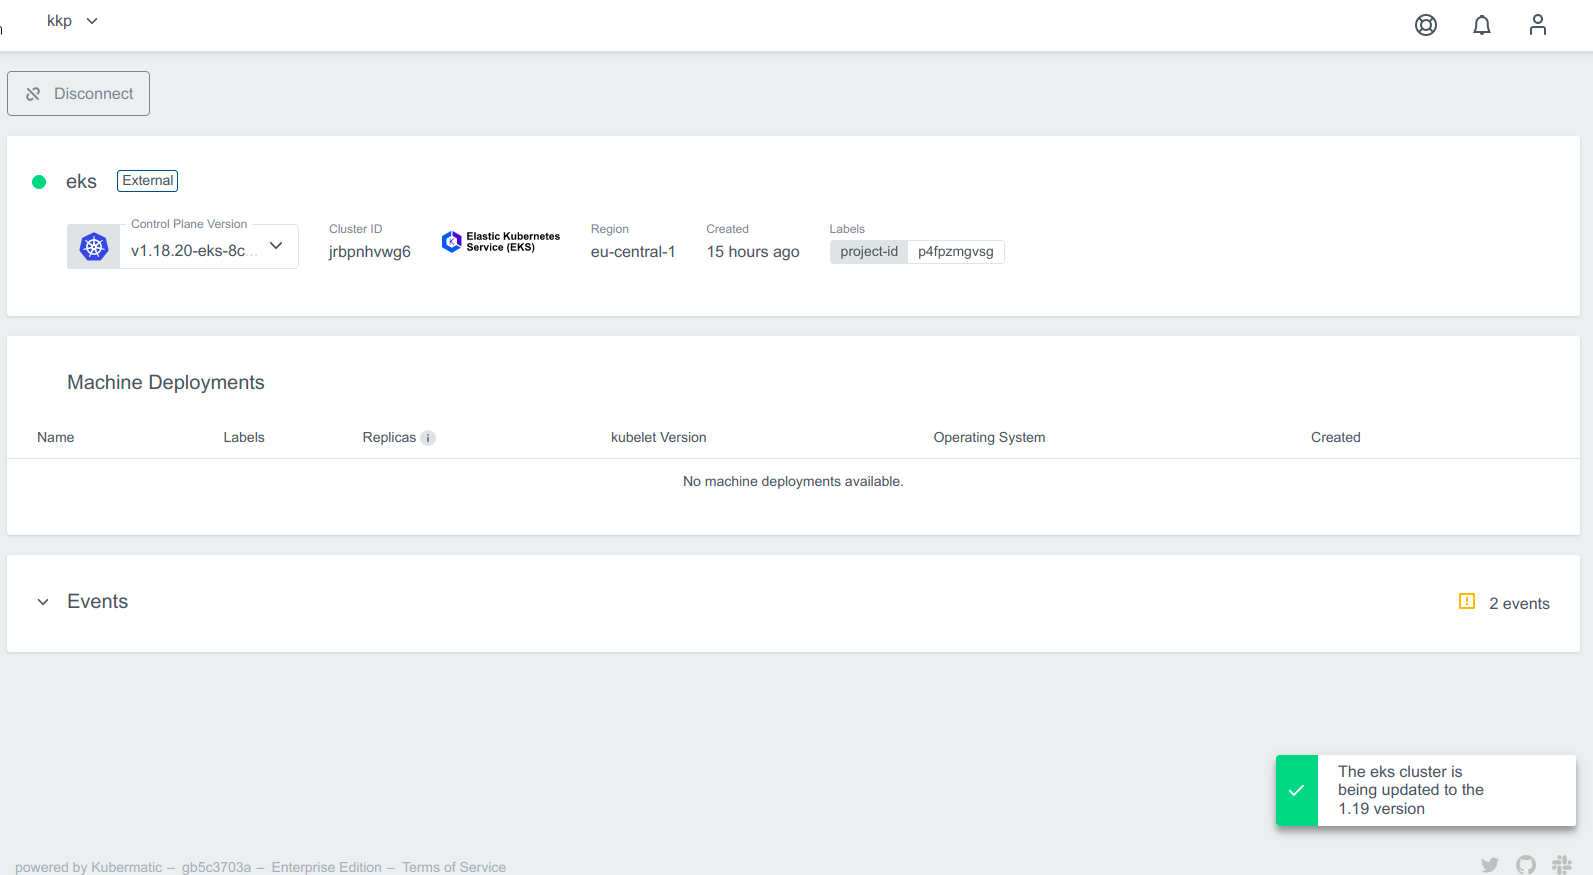 kkp
Disconnect
eks
External
Control Plane Version
v1.18.20-eks-8c...
Cluster ID
jrbpnhvwg6
Elastic Kubernetes
Service (EKS)
Region
eu-central-1
Created
15 hours ago
Labels
project-id p4fpzmgvsg
Machine Deployments
Name Labels Replicas kubelet Version Operating System Created
No machine deployments available.
Events
2 events
The eks cluster is
being updated to the
1.19 version
powered by Kubermatic – gb5c3703a – Enterprise Edition – Terms of Service